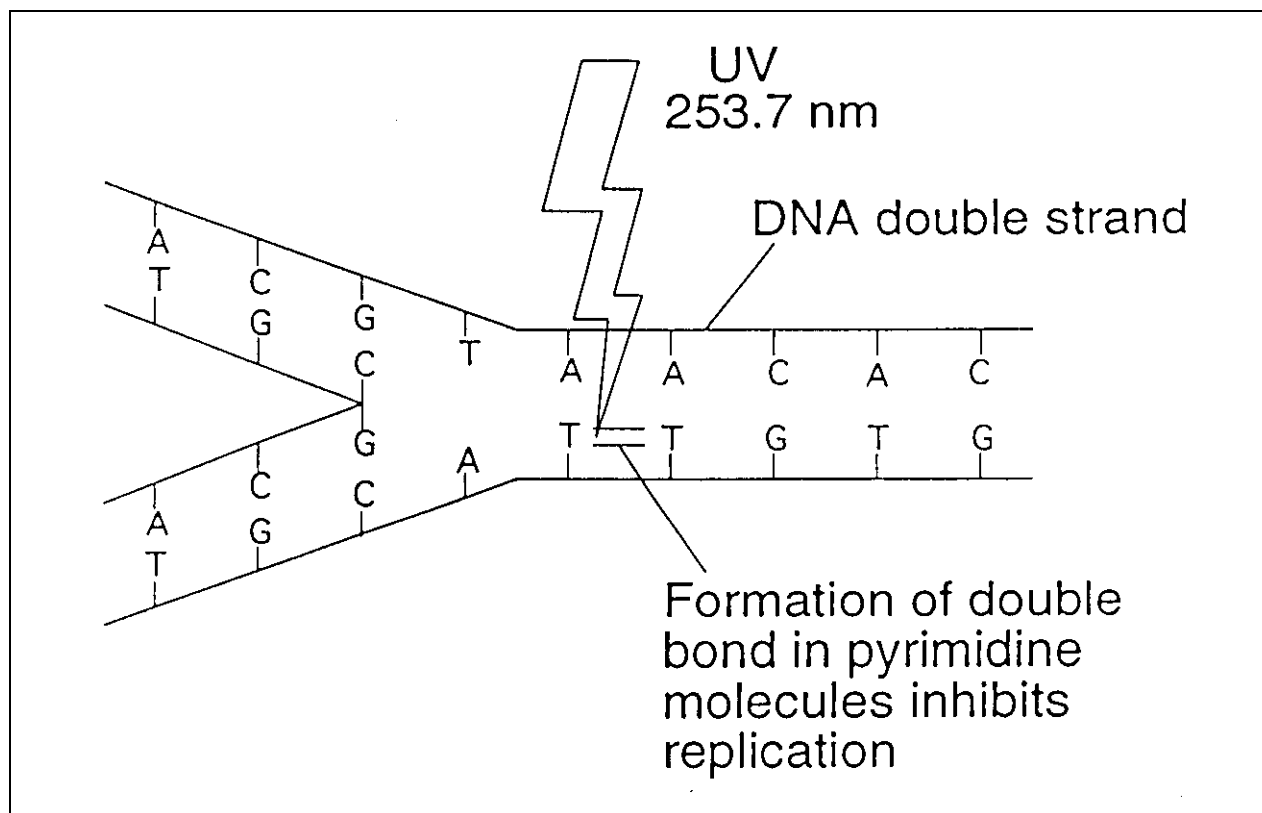 UV
253.7 nm
DNA double strand
A
T
C
G
G
C
T
A
A
C
A
C
T
T
G
T
G
A
G
C
A
T
C
G
Formation of double
bond in pyrimidine
molecules inhibits
replication